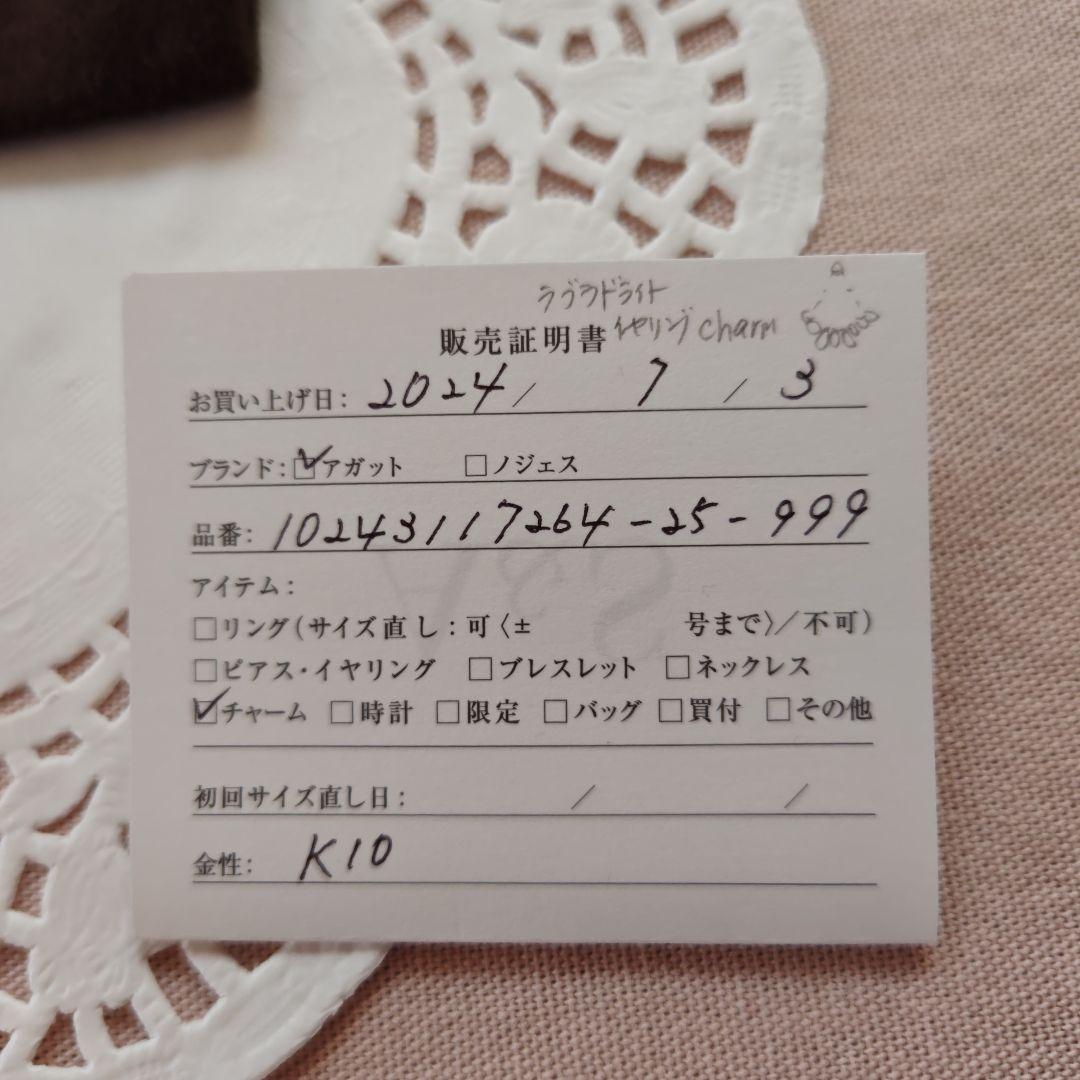 ラブラドライト
販売証明書 イヤリング charm
お買い上げ日: 2024 / 7 / 3
ブランド: ☑アガット □ノジェス
品番: 10243117264-25-999
アイテム:
□リング(サイズ直し:可〈± 号まで〉/不可)
□ピアス・イヤリング □ブレスレット □ネックレス
☑チャーム □時計 □限定 □バッグ □買付 □その他
初回サイズ直し日: / /
金性: K10